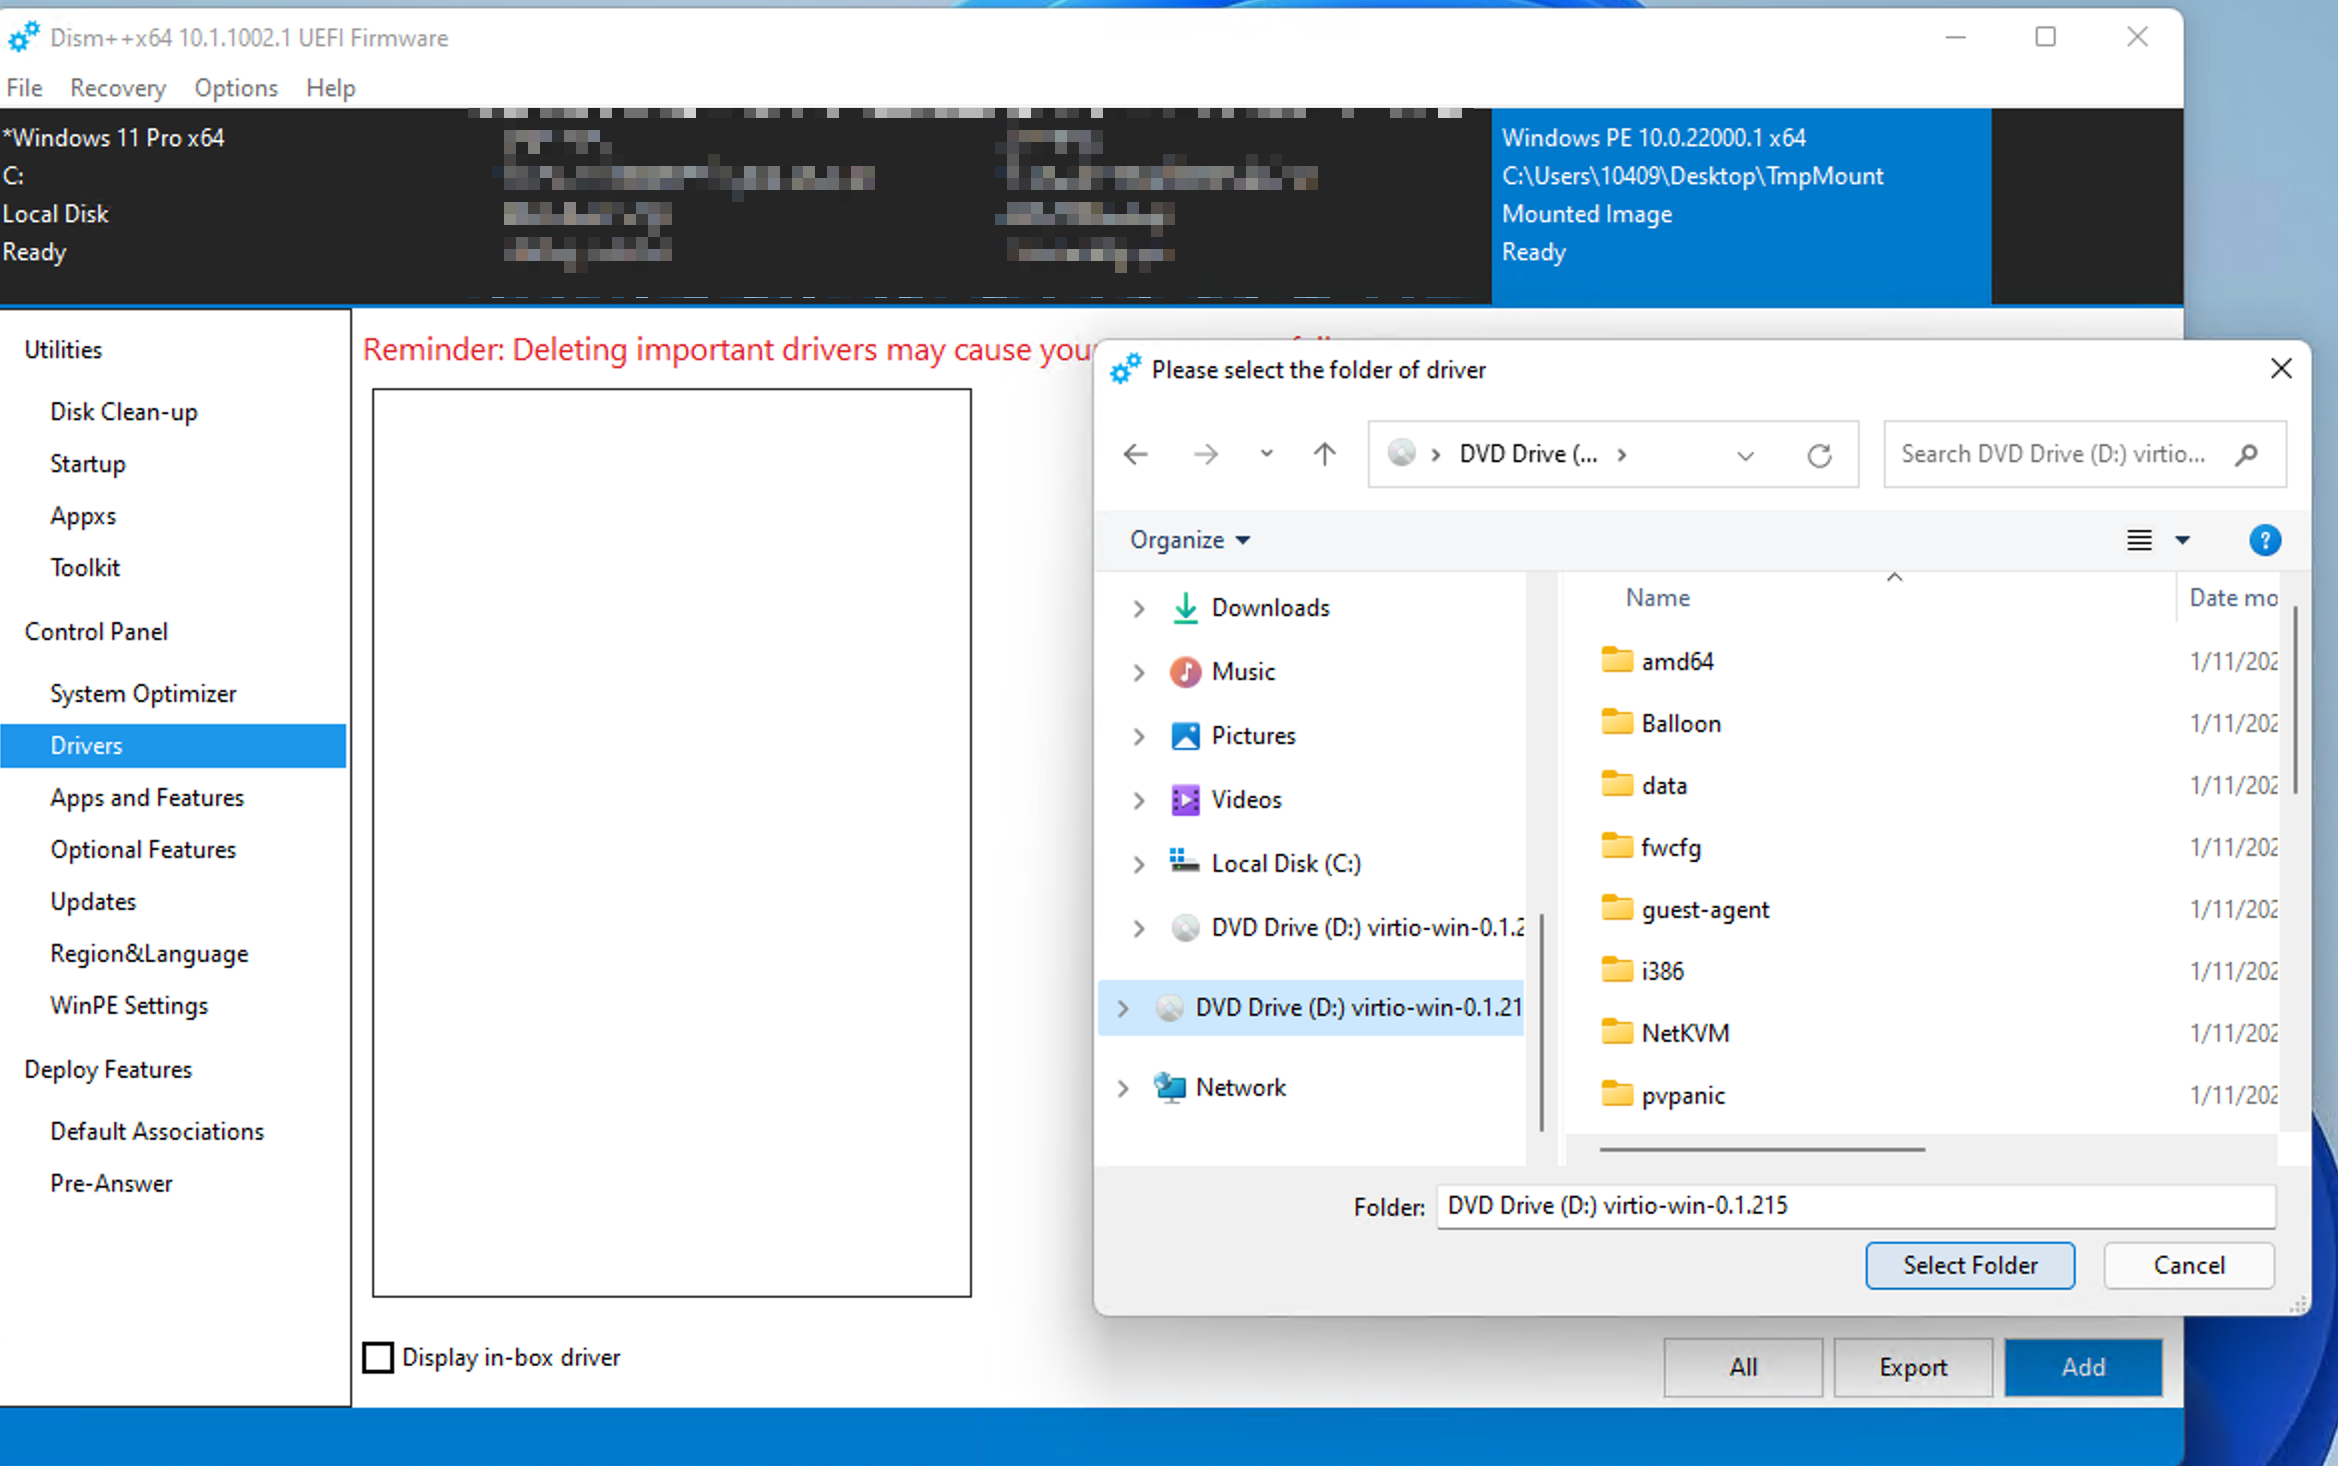 Dism++x64 10.1.1002.1 UEFI Firmware
File Recovery Options Help
*Windows 11 Pro x64
C:
Local Disk
Ready
Windows PE 10.0.22000.1 x64
C:\Users\10409\Desktop\TmpMount
Mounted Image
Ready
Utilities
Disk Clean-up
Startup
Appxs
Toolkit
Control Panel
System Optimizer
Drivers
Apps and Features
Optional Features
Updates
Region&Language
WinPE Settings
Deploy Features
Default Associations
Pre-Answer
Reminder: Deleting important drivers may cause
Display in-box driver
All Export Add
Please select the folder of driver
DVD Drive (...
Search DVD Drive (D:) virtio...
Organize
Downloads
Music
Pictures
Videos
Local Disk (C:)
DVD Drive (D:) virtio-win-0.1.2
DVD Drive (D:) virtio-win-0.1.21
Network
Name Date mo
amd64 1/11/202
Balloon 1/11/202
data 1/11/202
fwcfg 1/11/202
guest-agent 1/11/202
i386 1/11/202
NetKVM 1/11/202
pvpanic 1/11/202
Folder: DVD Drive (D:) virtio-win-0.1.215
Select Folder Cancel